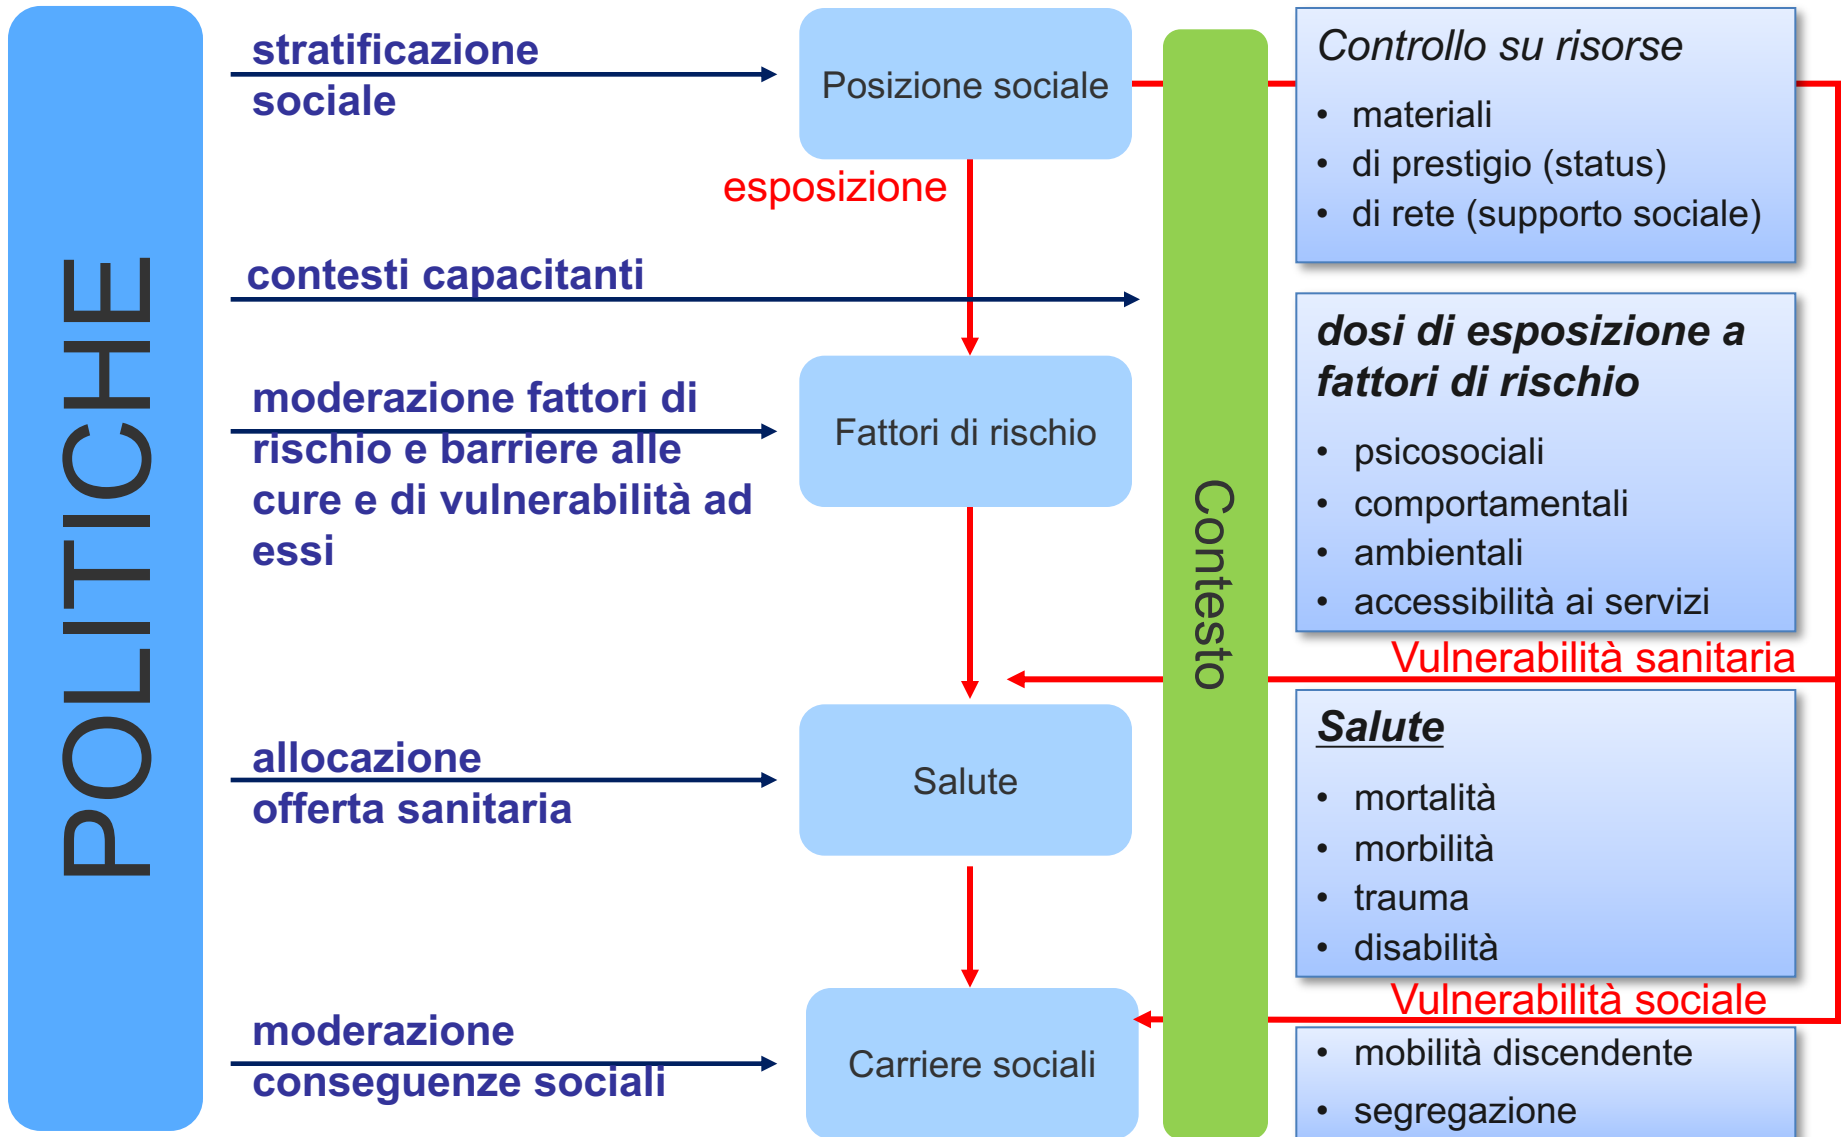 POLITICHE
stratificazione
sociale
Posizione sociale
esposizione
contesti capacitanti
moderazione fattori di
rischio e barriere alle
cure e di vulnerabilità ad
essi
Fattori di rischio
allocazione
offerta sanitaria
Salute
moderazione
conseguenze sociali
Carriere sociali
Contesto
Controllo su risorse
• materiali
• di prestigio (status)
• di rete (supporto sociale)
dosi di esposizione a
fattori di rischio
• psicosociali
• comportamentali
• ambientali
• accessibilità ai servizi
Vulnerabilità sanitaria
Salute
• mortalità
• morbilità
• trauma
• disabilità
Vulnerabilità sociale
• mobilità discendente
• segregazione